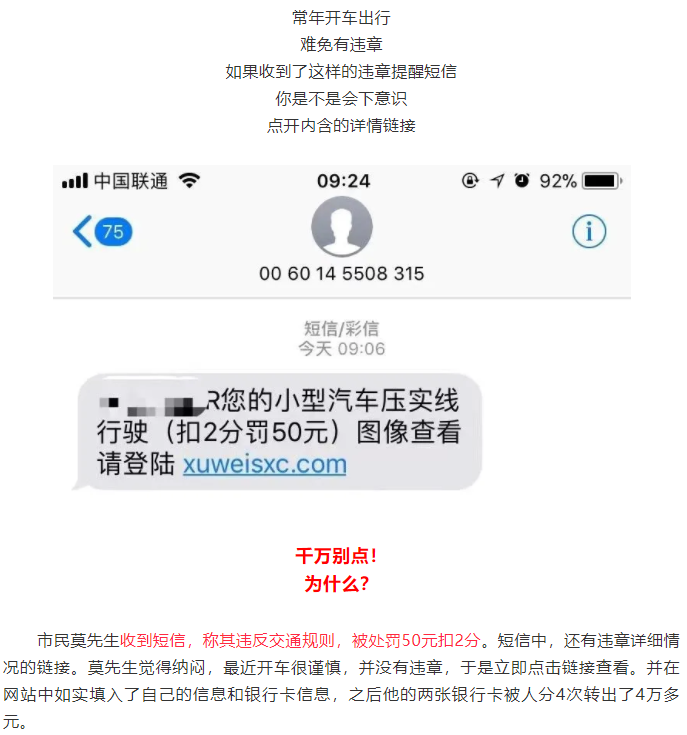 常年开车出行
难免有违章
如果收到了这样的违章提醒短信
你是不是会下意识
点开内含的详情链接
中国联通 09:24 92%
75
00 60 14 5508 315
短信/彩信
今天 09:06
R您的小型汽车压实线
行驶（扣2分罚50元）图像查看
请登陆 xuweisxc.com
千万别点！
为什么？
市民莫先生收到短信，称其违反交通规则，被处罚50元扣2分。短信中，还有违章详细情
况的链接。莫先生觉得纳闷，最近开车很谨慎，并没有违章，于是立即点击链接查看。并在
网站中如实填入了自己的信息和银行卡信息，之后他的两张银行卡被人分4次转出了4万多
元。